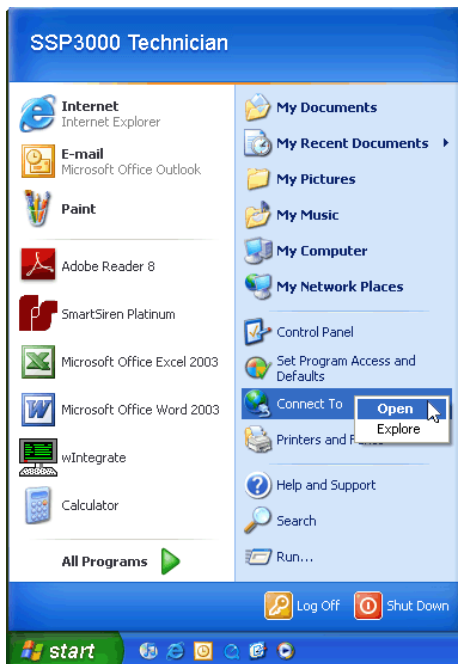 SSP3000 Technician
Internet
Internet Explorer
E-mail
Microsoft Office Outlook
Paint
Adobe Reader 8
SmartSiren Platinum
Microsoft Office Excel 2003
Microsoft Office Word 2003
wIntegrate
Calculator
All Programs
My Documents
My Recent Documents
My Pictures
My Music
My Computer
My Network Places
Control Panel
Set Program Access and
Defaults
Connect To
Open
Explore
Printers and
Help and Support
Search
Run...
Log Off
Shut Down
start